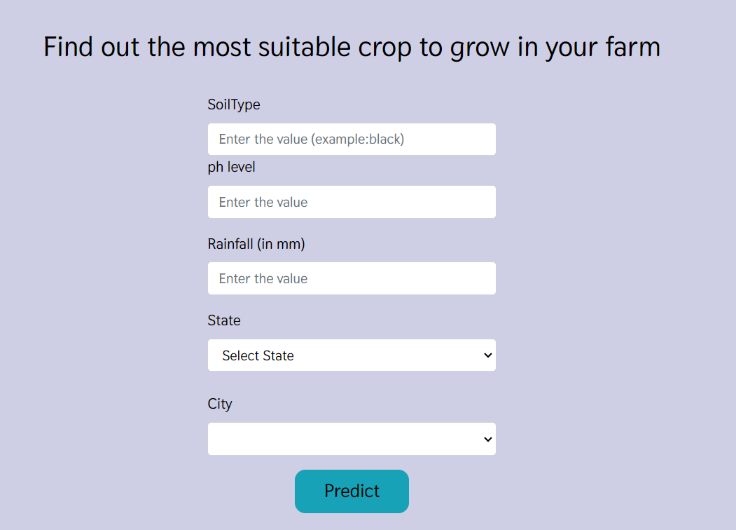 Find out the most suitable crop to grow in your farm
SoilType
Enter the value (example:black)
ph level
Enter the value
Rainfall (in mm)
Enter the value
State
Select State
City
Predict